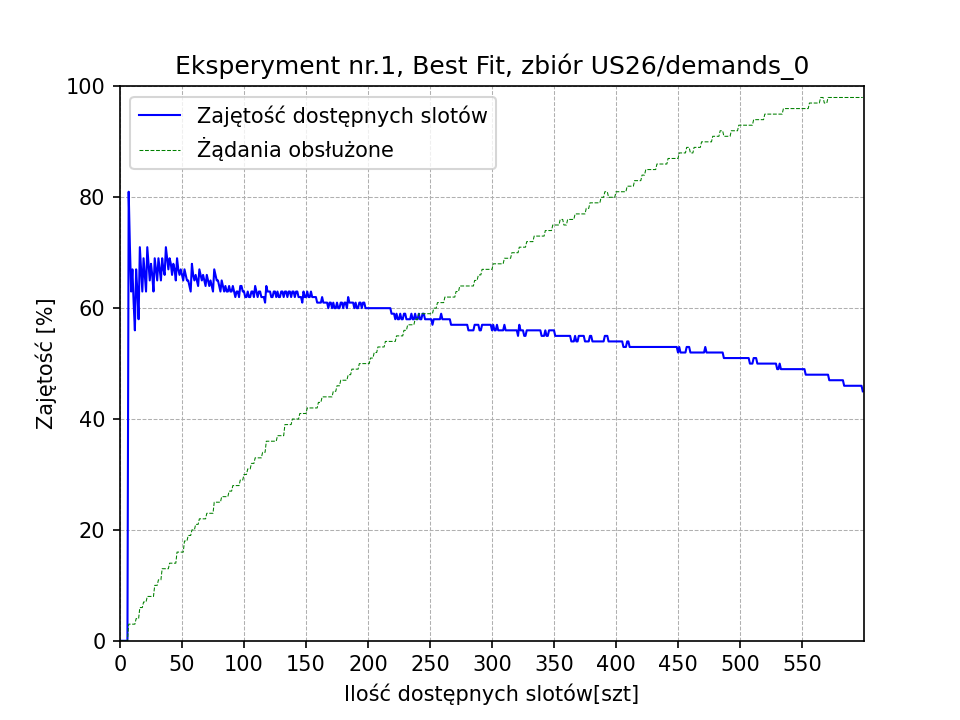 Eksperyment nr.1, Best Fit, zbiór US26/demands_0
Zajętość dostępnych slotów
Żądania obsłużone
100
80
60
40
20
0
Zajętość [%]
0 50 100 150 200 250 300 350 400 450 500 550
Ilość dostępnych slotów[szt]